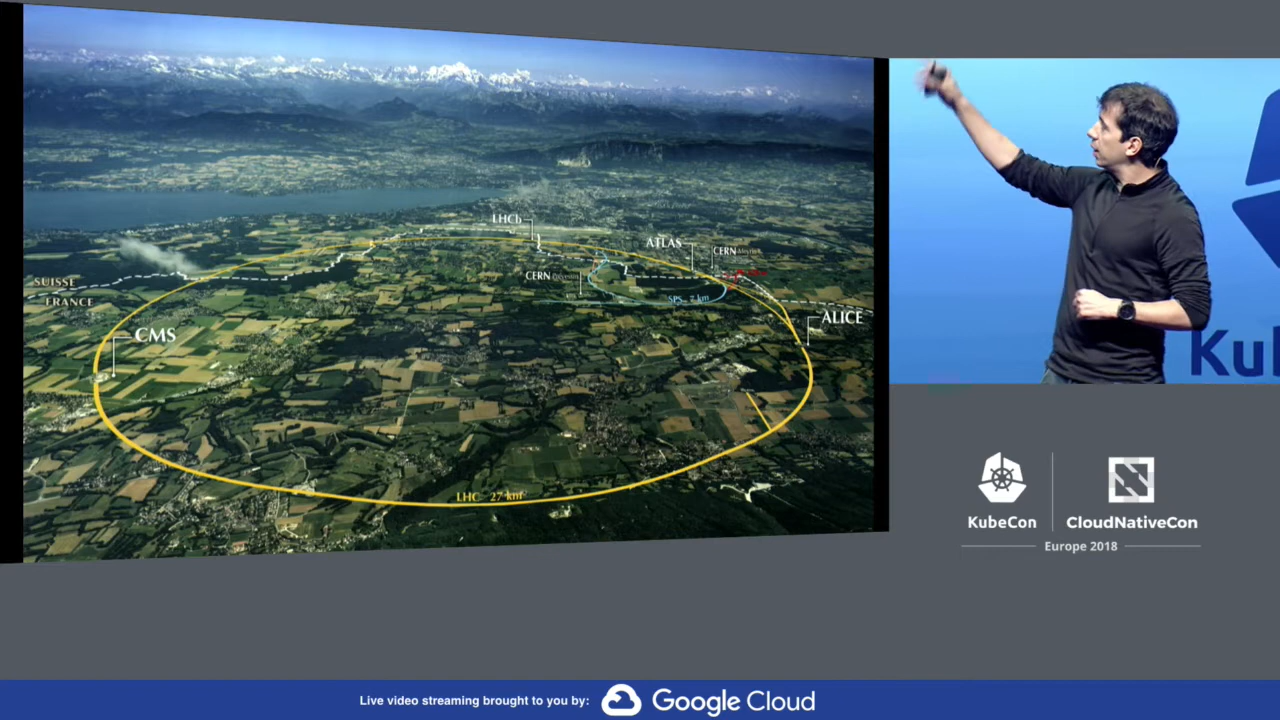 LHCb
ATLAS
CERN
CERN
SUISSE
FRANCE
SPS 7 km
ALICE
CMS
LHC 27 km
Ku
KubeCon
CloudNativeCon
Europe 2018
Live video streaming brought to you by:
Google Cloud